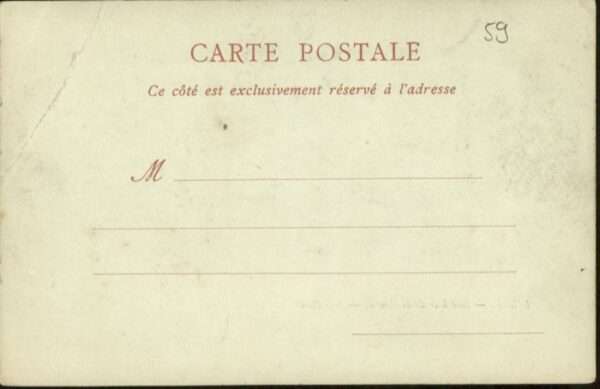 59
CARTE POSTALE
Ce côté est exclusivement réservé à l'adresse
M